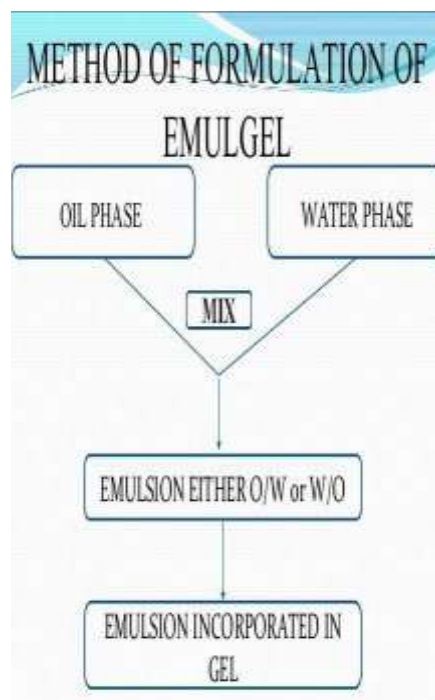 METHOD OF FORMULATION OF
EMULGEL
OIL PHASE
WATER PHASE
MIX
EMULSION EITHER O/W or W/O
EMULSION INCORPORATED IN
GEL